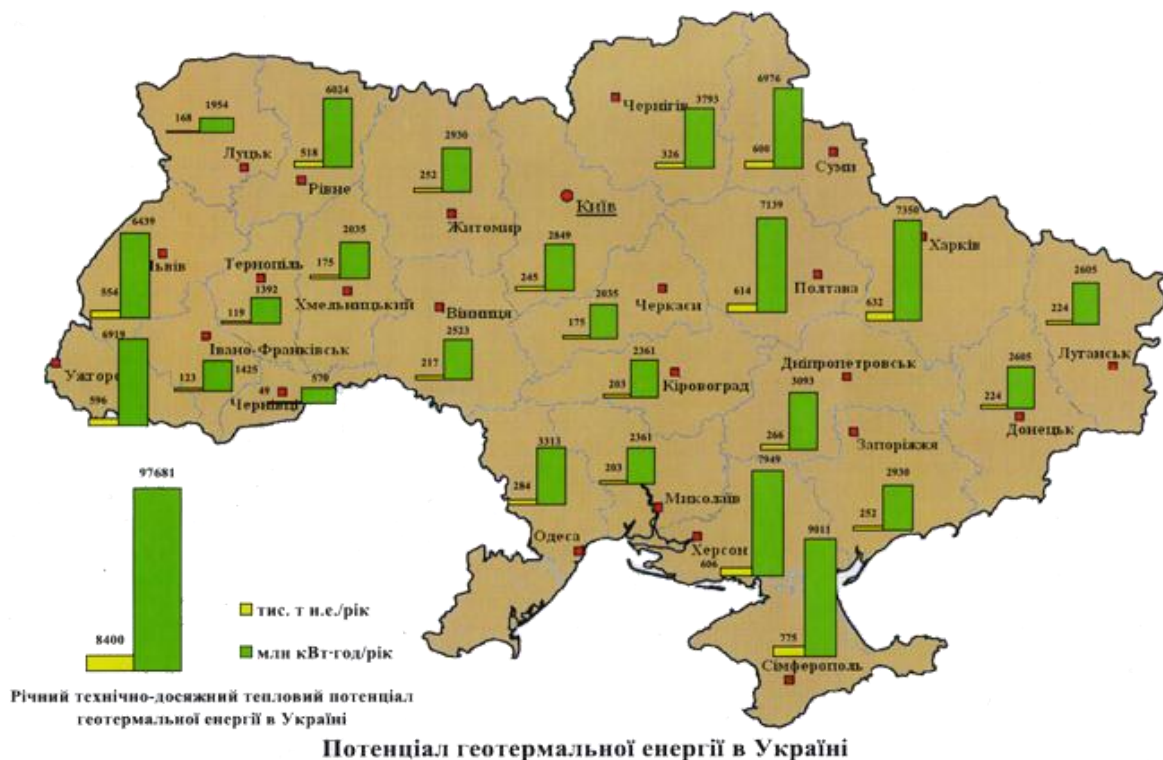 6976
6024
Чернігів
3793
1954
168
2930
518
326
600
Суми
Луцьк
Рівне
252
Київ
Житомир
6439
7139
7350
Львів
Тернопіль
2035
2849
Харків
175
245
Черкаси
Полтава
2605
1392
Хмельницький
2035
554
119
Вінниця
175
614
632
224
6919
Івано-Франківськ
2523
Дніпропетровськ
Луганськ
Ужгород
1425
2361
2605
123
49
570
217
Кіровоград
3093
Чернівці
203
224
596
266
Донецьк
Запоріжжя
3313
2361
7949
97681
284
203
2930
Миколаїв
252
Одеса
Херсон
9011
606
тис. т н.е./рік
8400
775
млн кВт·год/рік
Сімферополь
Річний технічно-досяжний тепловий потенціал
геотермальної енергії в Україні
Потенціал геотермальної енергії в Україні